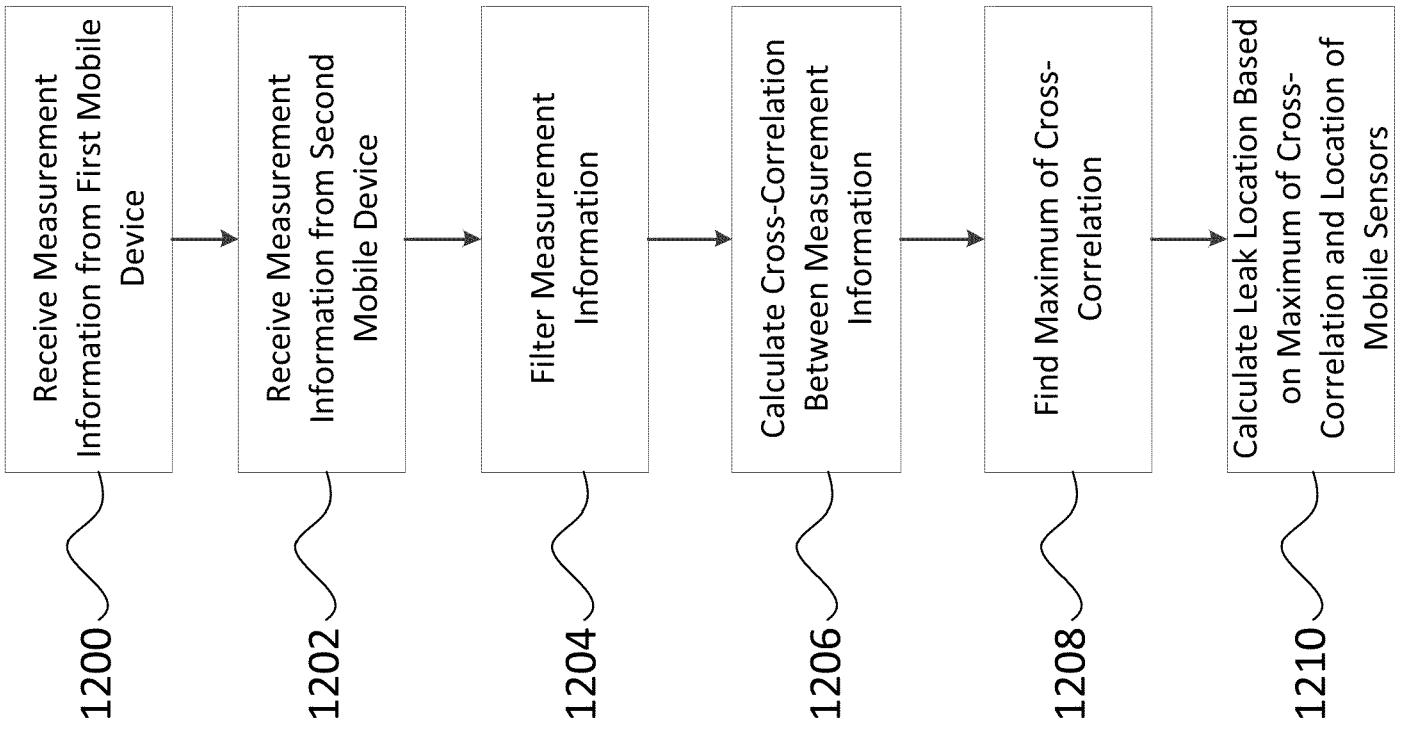 1200
Receive Measurement
Information from First Mobile
Device
1202
Receive Measurement
Information from Second
Mobile Device
1204
Filter Measurement
Information
1206
Calculate Cross-Correlation
Between Measurement
Information
1208
Find Maximum of Cross-
Correlation
1210
Calculate Leak Location Based
on Maximum of Cross-
Correlation and Location of
Mobile Sensors